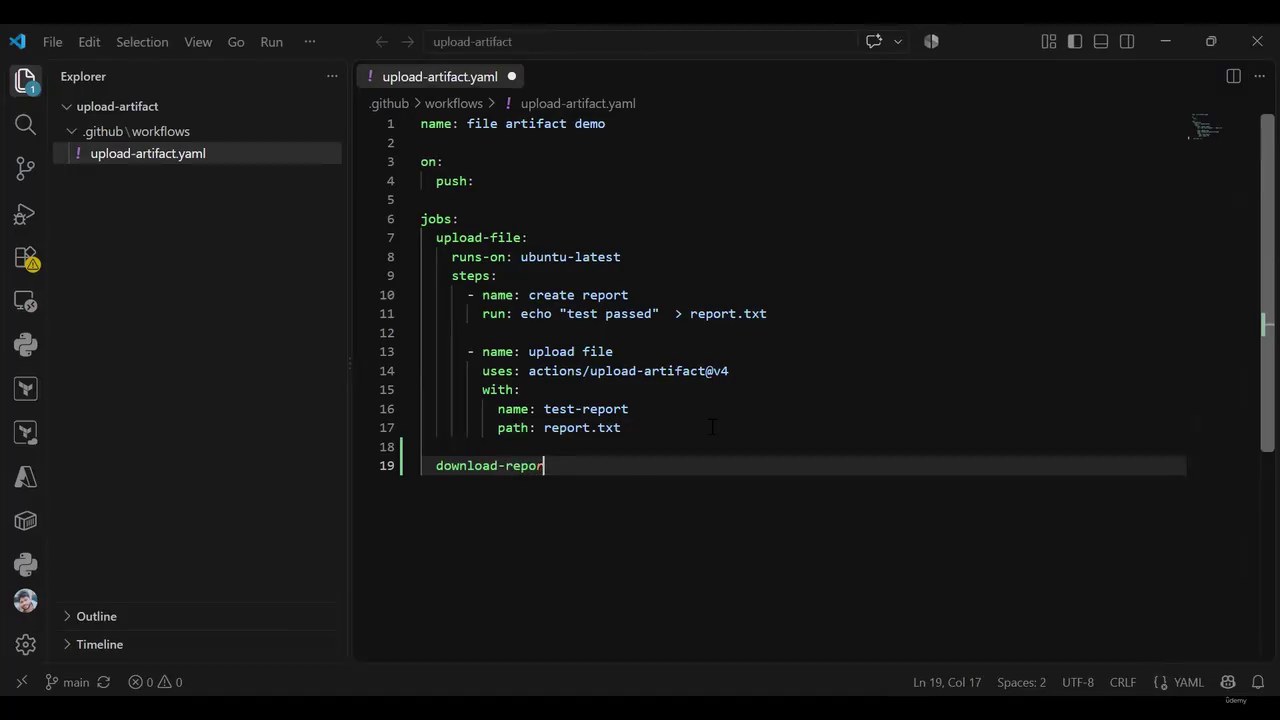 File Edit Selection View Go Run ··· upload-artifact
Explorer ···
upload-artifact
.github\workflows
! upload-artifact.yaml
! upload-artifact.yaml
.github > workflows > ! upload-artifact.yaml
1 name: file artifact demo
2
3 on:
4 push:
5
6 jobs:
7 upload-file:
8 runs-on: ubuntu-latest
9 steps:
10 - name: create report
11 run: echo "test passed" > report.txt
12
13 - name: upload file
14 uses: actions/upload-artifact@v4
15 with:
16 name: test-report
17 path: report.txt
18
19 download-repor
1
Outline
Timeline
main 0 0 Ln 19, Col 17 Spaces: 2 UTF-8 CRLF YAML
udemy